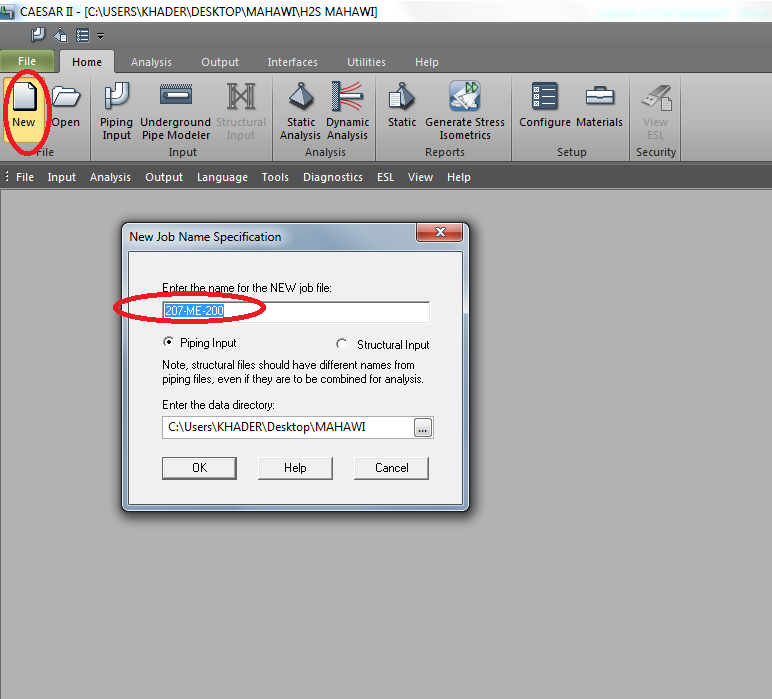 CAESAR II - [C:\USERS\KHADER\DESKTOP\MAHAWI\H2S MAHAWI]
File Home Analysis Output Interfaces Utilities Help
New Open Piping Input Underground Pipe Modeler Structural Input Static Analysis Dynamic Analysis Static Generate Stress Isometrics Configure Materials View ESL
File Input Analysis Reports Setup Security
File Input Analysis Output Language Tools Diagnostics ESL View Help
New Job Name Specification
Enter the name for the NEW job file:
207-ME-200
Piping Input Structural Input
Note, structural files should have different names from
piping files, even if they are to be combined for analysis.
Enter the data directory:
C:\Users\KHADER\Desktop\MAHAWI ...
OK Help Cancel